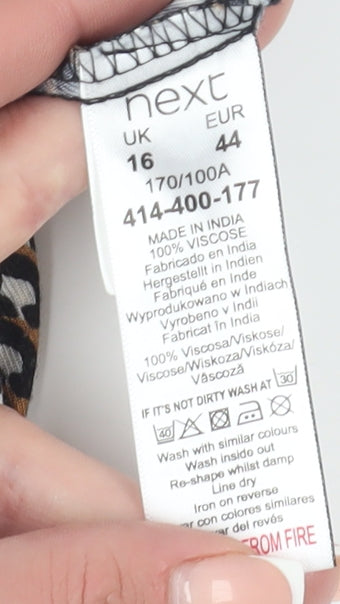 next
UK EUR
16 44
170/100A
414-400-177
MADE IN INDIA
100% VISCOSE
Fabricado en India
Hergestellt in Indien
Fabriqué en Inde
Wyprodukowano w Indiach
Vyrobeno v Indii
Fabricat în India
100% Viscosa/Viskose/
Viscose/Wiskoza/Viskóza/
Vâscoză
IF IT'S NOT DIRTY WASH AT 30
40
Wash with similar colours
Wash inside out
Re-shape whilst damp
Line dry
Iron on reverse
con colores similares
del revés
FROM FIRE